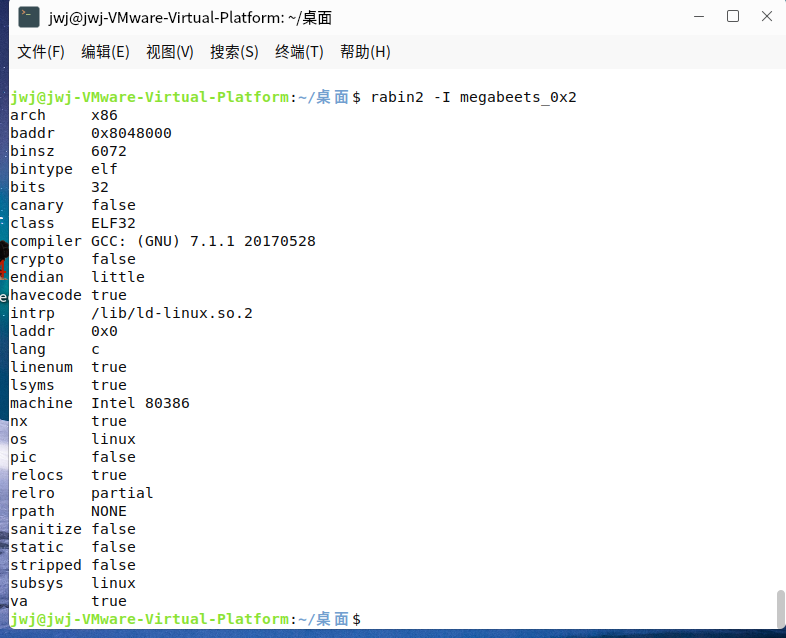 jwj@jwj-VMware-Virtual-Platform: ~/桌面
文件(F) 编辑(E) 视图(V) 搜索(S) 终端(T) 帮助(H)
jwj@jwj-VMware-Virtual-Platform:~/桌面$ rabin2 -I megabeets_0x2
arch     x86
baddr    0x8048000
binsz    6072
bintype  elf
bits     32
canary   false
class    ELF32
compiler GCC: (GNU) 7.1.1 20170528
crypto   false
endian   little
havecode true
intrp    /lib/ld-linux.so.2
laddr    0x0
lang     c
linenum  true
lsyms    true
machine  Intel 80386
nx       true
os       linux
pic      false
relocs   true
relro    partial
rpath    NONE
sanitize false
static   false
stripped false
subsys   linux
va       true
jwj@jwj-VMware-Virtual-Platform:~/桌面$